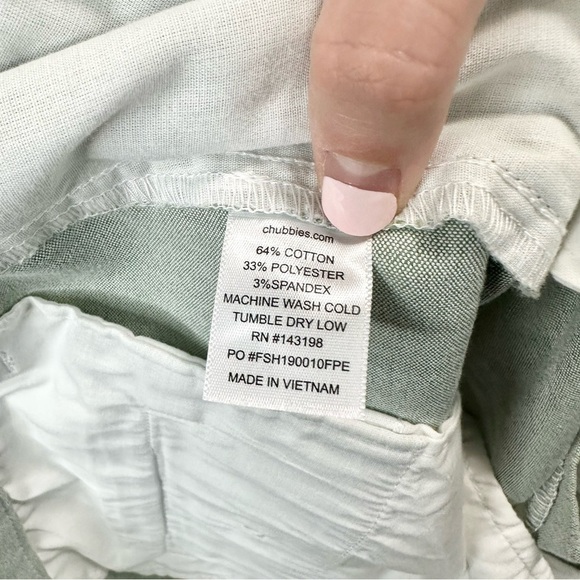 chubbies.com
64% COTTON
33% POLYESTER
3%SPANDEX
MACHINE WASH COLD
TUMBLE DRY LOW
RN #143198
PO #FSH190010FPE
MADE IN VIETNAM